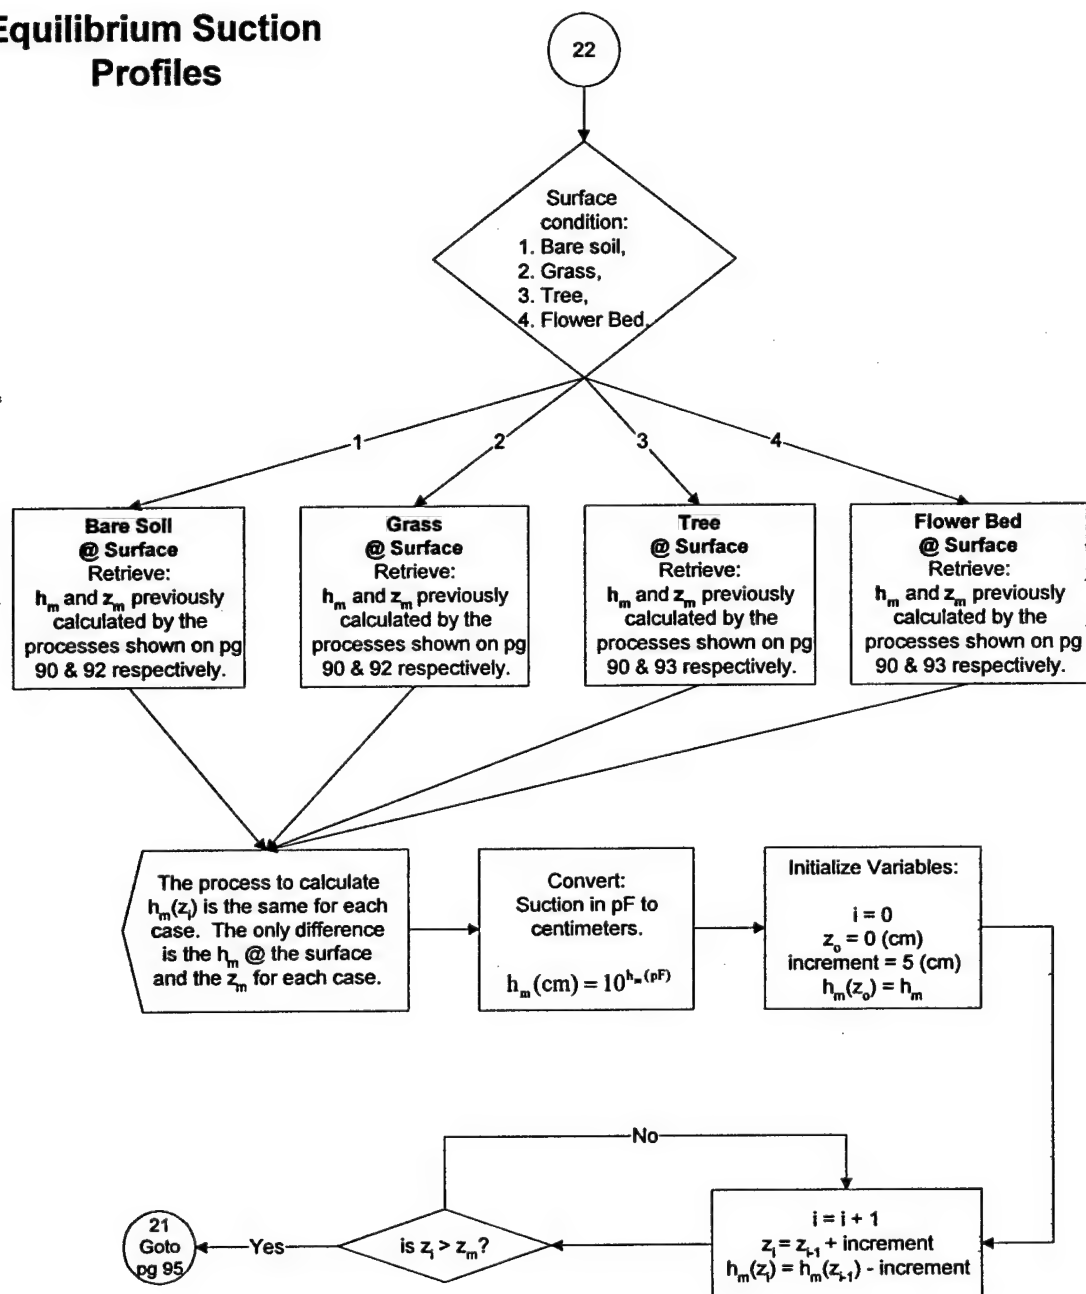 Equilibrium Suction
Profiles
22
Surface
condition:
1. Bare soil,
2. Grass,
3. Tree,
4. Flower Bed,
1
2
3
4
Bare Soil
@ Surface
Retrieve:
hₘ and zₘ previously
calculated by the
processes shown on pg
90 & 92 respectively.
Grass
@ Surface
Retrieve:
hₘ and zₘ previously
calculated by the
processes shown on pg
90 & 92 respectively.
Tree
@ Surface
Retrieve:
hₘ and zₘ previously
calculated by the
processes shown on pg
90 & 93 respectively.
Flower Bed
@ Surface
Retrieve:
hₘ and zₘ previously
calculated by the
processes shown on pg
90 & 93 respectively.
The process to calculate
hₘ(zᵢ) is the same for each
case. The only difference
is the hₘ @ the surface
and the zₘ for each case.
Convert:
Suction in pF to
centimeters.
hₘ(cm) = 10^hₘ(pF)
Initialize Variables:
i = 0
zₒ = 0 (cm)
increment = 5 (cm)
hₘ(zₒ) = hₘ
No
i = i + 1
zᵢ = zᵢ₋₁ + increment
hₘ(zᵢ) = hₘ(zᵢ₋₁) - increment
is zᵢ > zₘ?
Yes
21
Goto
pg 95